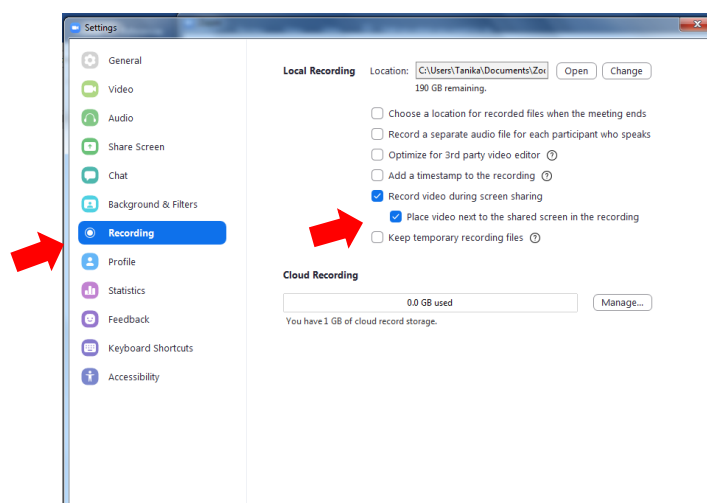 Settings
General
Video
Audio
Share Screen
Chat
Background & Filters
Recording
Profile
Statistics
Feedback
Keyboard Shortcuts
Accessibility
Local Recording Location: C:\Users\Tanika\Documents\Zoo Open Change
190 GB remaining.
Choose a location for recorded files when the meeting ends
Record a separate audio file for each participant who speaks
Optimize for 3rd party video editor ?
Add a timestamp to the recording ?
Record video during screen sharing
Place video next to the shared screen in the recording
Keep temporary recording files ?
Cloud Recording
0.0 GB used Manage...
You have 1 GB of cloud record storage.